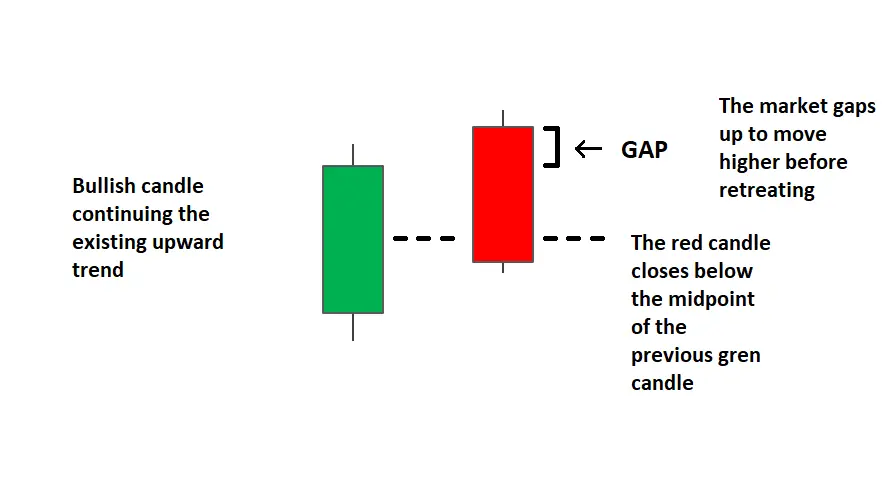 Bullish candle
continuing the
existing upward
trend
GAP
The market gaps
up to move
higher before
retreating
The red candle
closes below
the midpoint
of the
previous gren
candle